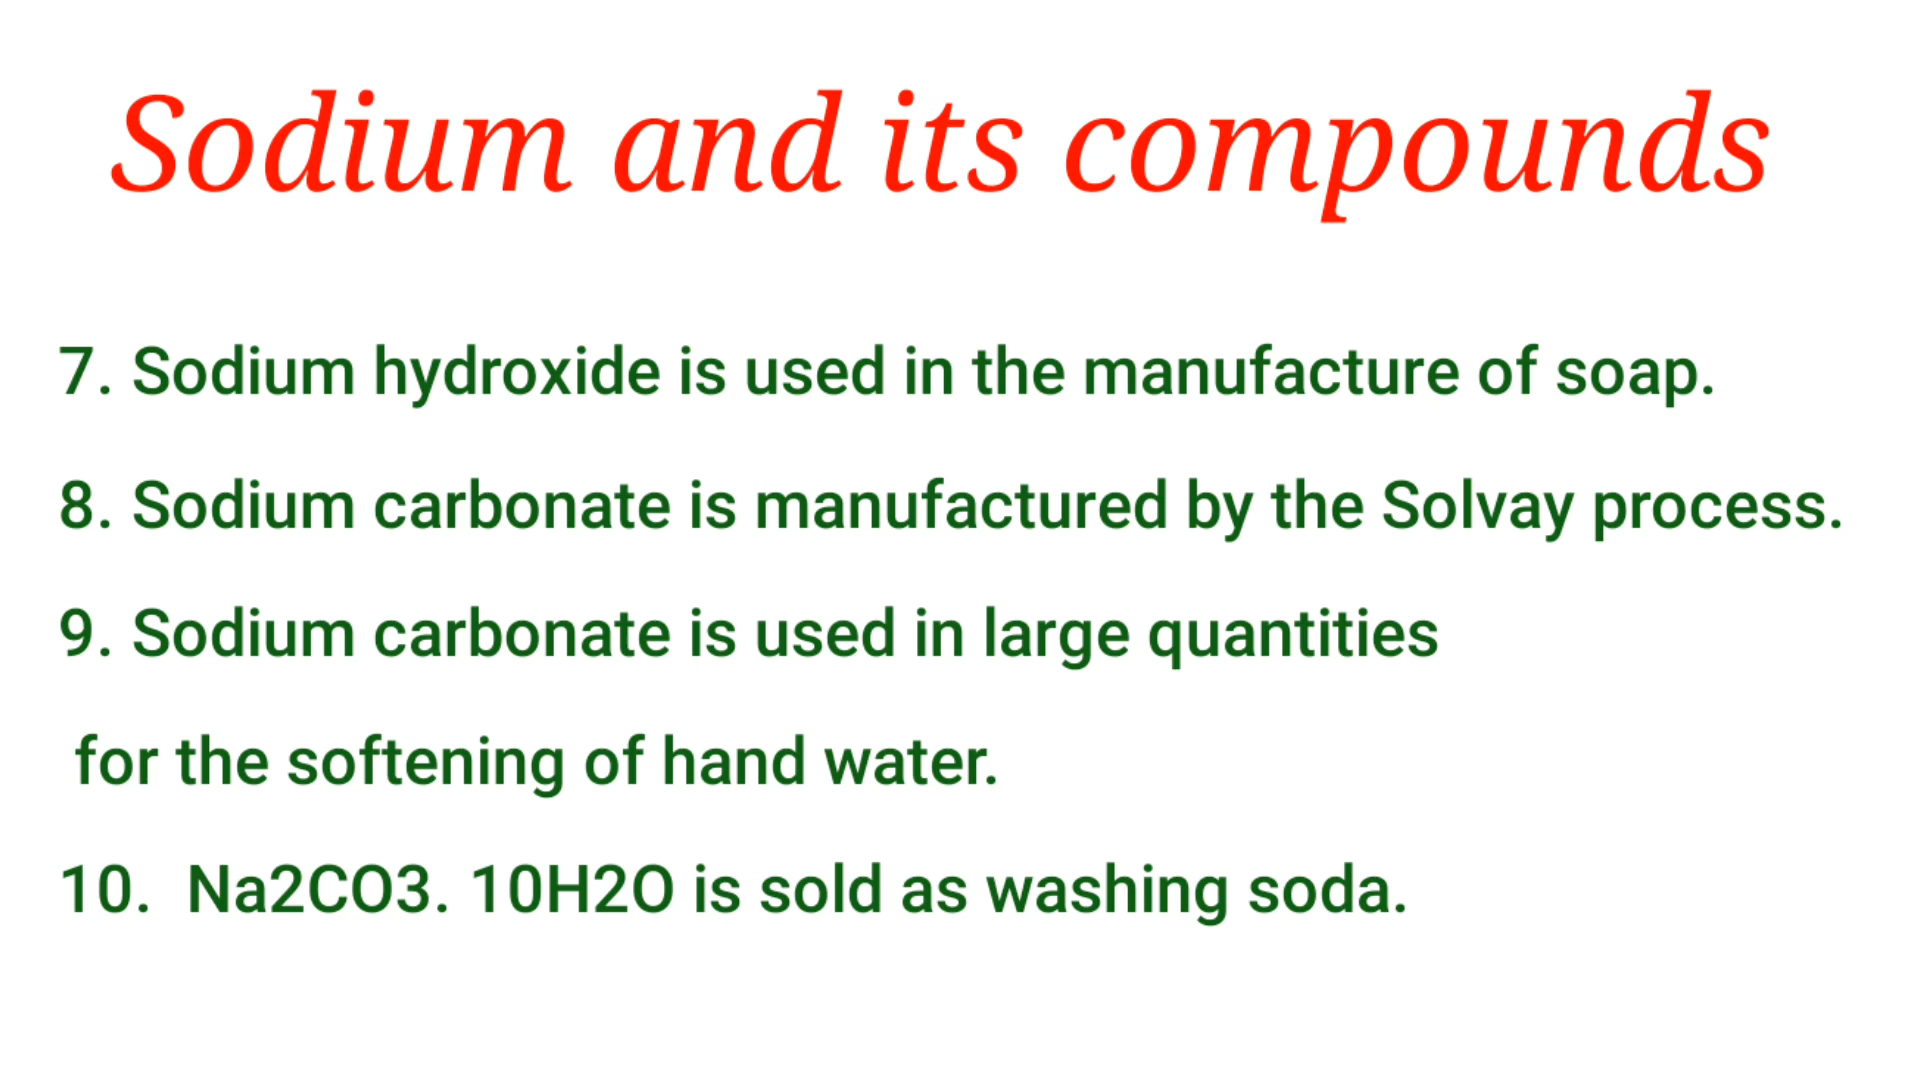 Sodium and its compounds
7. Sodium hydroxide is used in the manufacture of soap.
8. Sodium carbonate is manufactured by the Solvay process.
9. Sodium carbonate is used in large quantities
for the softening of hand water.
10. Na2CO3. 10H2O is sold as washing soda.